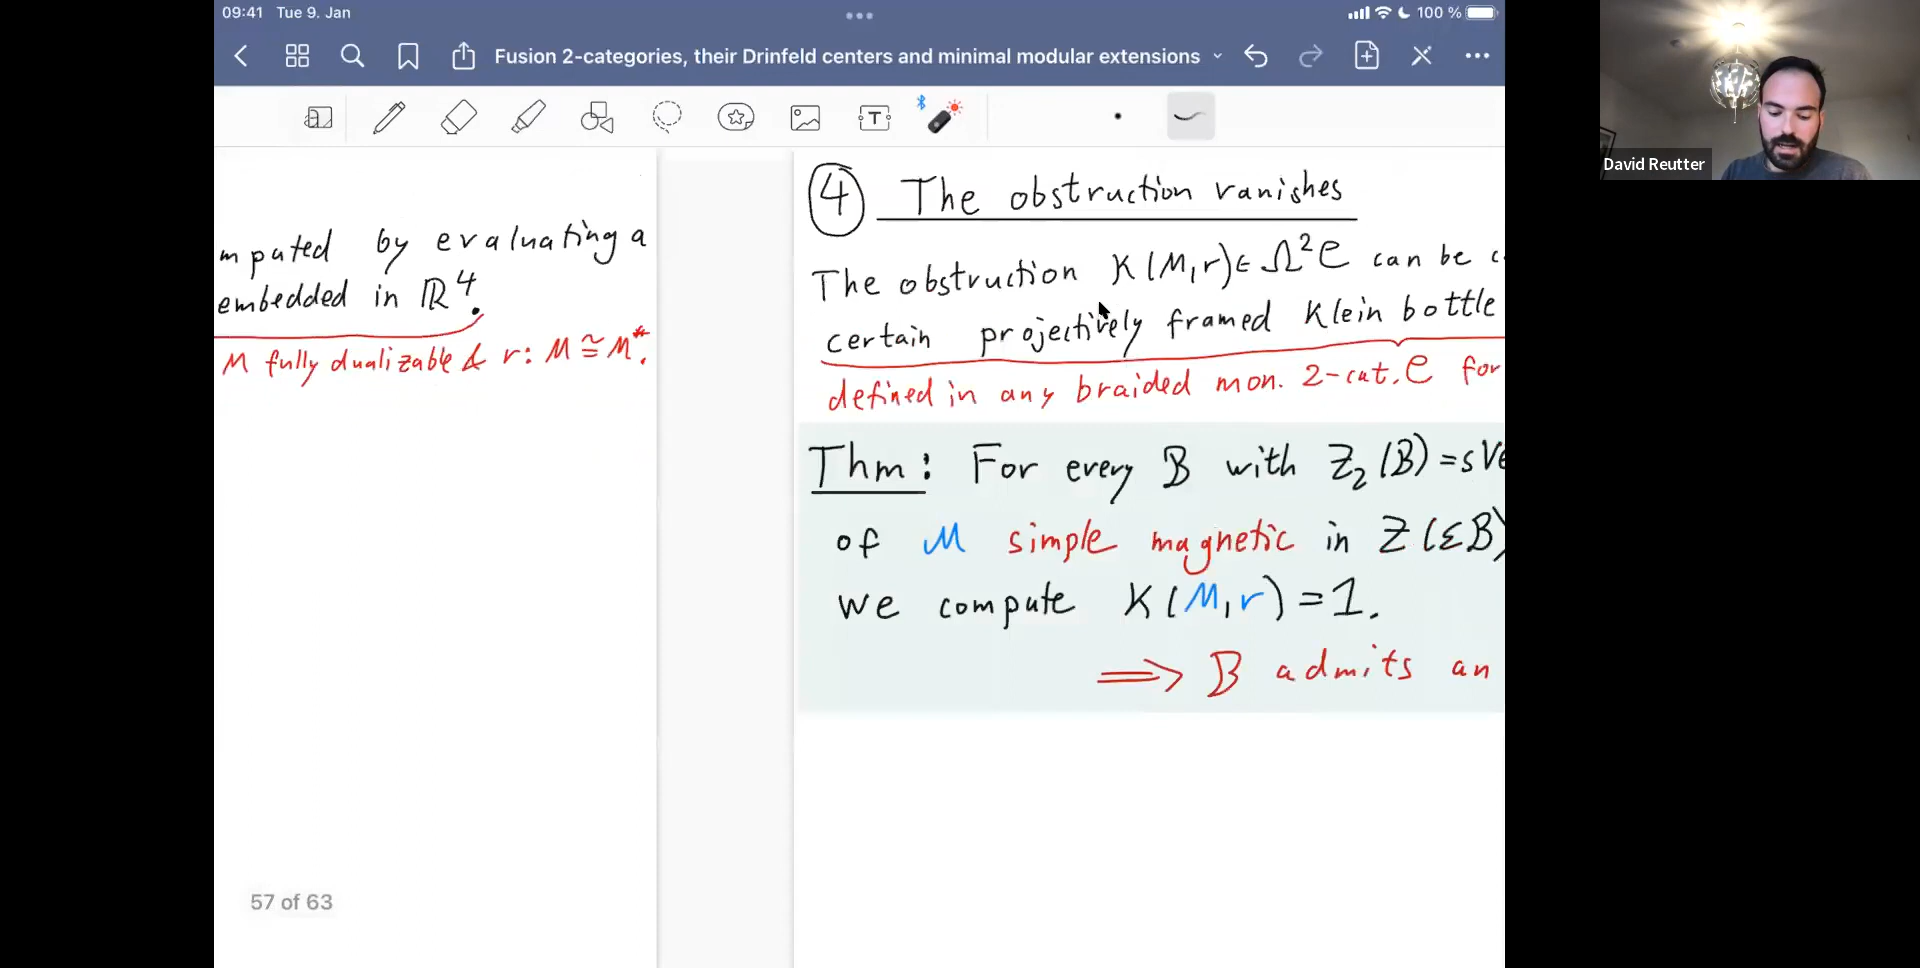 09:41 Tue 9. Jan
100 %
Fusion 2-categories, their Drinfeld centers and minimal modular extensions
T
David Reutter
mputed by evaluating a
embedded in ℝ⁴.
M fully dualizable & r: M ≅ M*.
57 of 63
④ The obstruction vanishes
The obstruction K(M,r) ∈ Ω²C can be c
certain projectively framed Klein bottle
defined in any braided mon. 2-cat. C for
Thm: For every B with Z₂(B) = sVe
of M simple magnetic in Z(ΣB)
we compute K(M,r) = 1.
⟹ B admits an